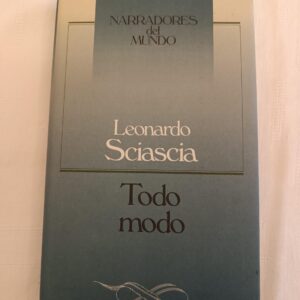 NARRADORES
del
MUNDO
Leonardo
Sciascia
Todo
modo